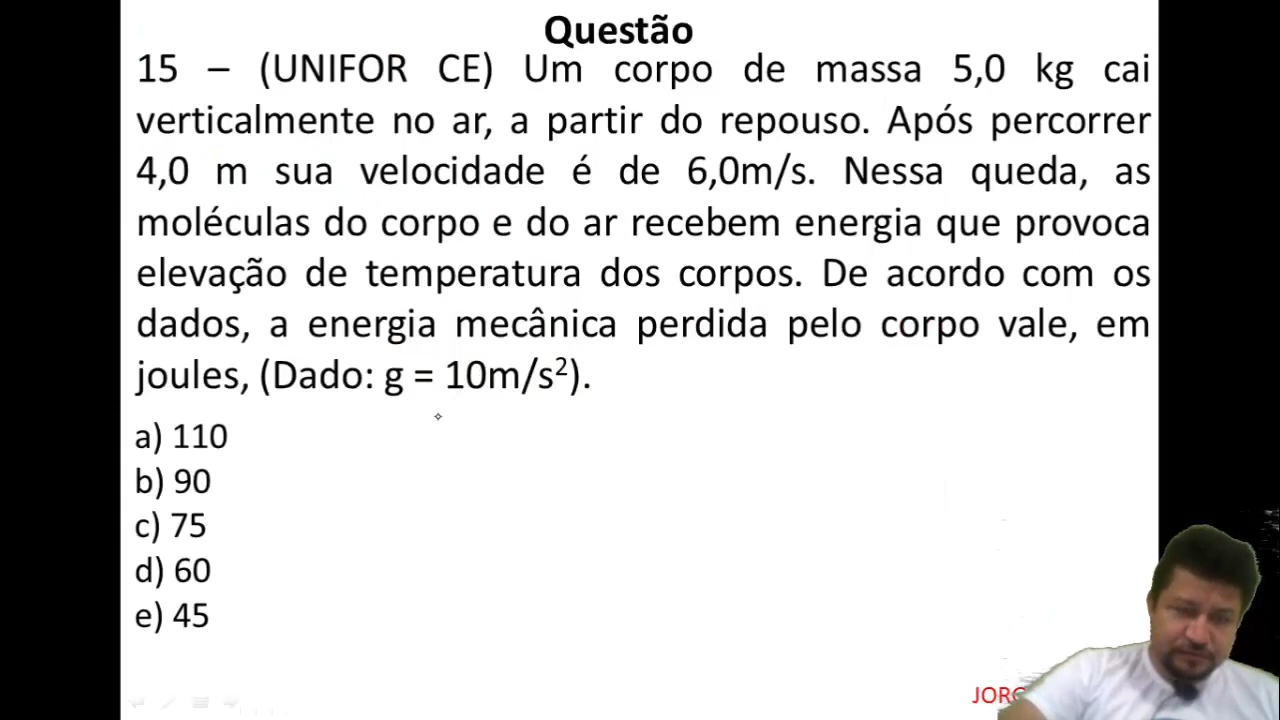 Questão
15 – (UNIFOR CE) Um corpo de massa 5,0 kg cai
verticalmente no ar, a partir do repouso. Após percorrer
4,0 m sua velocidade é de 6,0m/s. Nessa queda, as
moléculas do corpo e do ar recebem energia que provoca
elevação de temperatura dos corpos. De acordo com os
dados, a energia mecânica perdida pelo corpo vale, em
joules, (Dado: g = 10m/s²).
a) 110
b) 90
c) 75
d) 60
e) 45